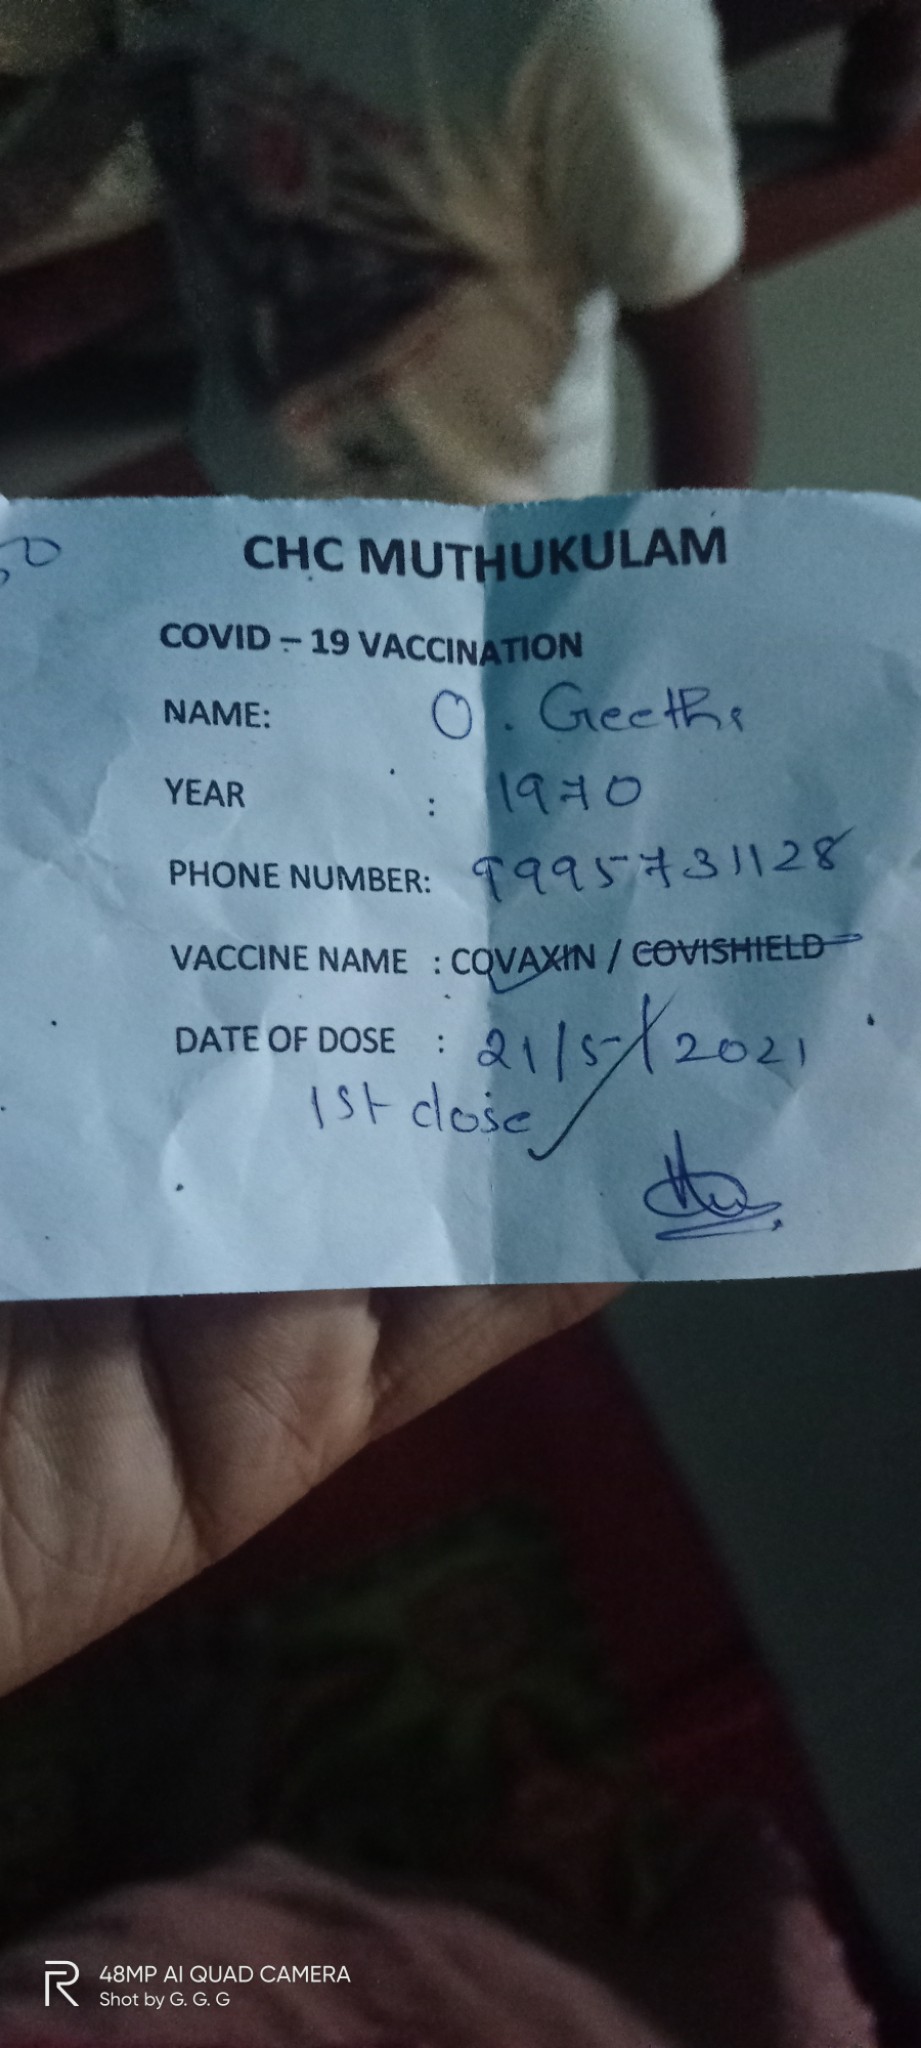 CHC MUTHUKULAM
COVID – 19 VACCINATION
NAME: O. Geetha
YEAR : 1970
PHONE NUMBER: 9995731128
VACCINE NAME : COVAXIN / COVISHIELD
DATE OF DOSE : 21/5/2021
1st dose
48MP AI QUAD CAMERA
Shot by G. G. G